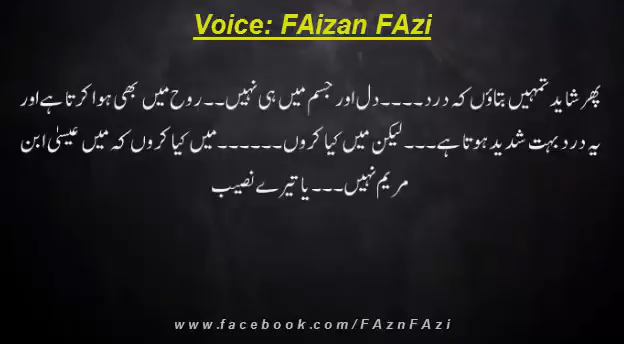 Voice: FAizan FAzi
پھر شاید تمہیں بتاؤں کہ درد۔۔۔۔دل اور جسم میں ہی نہیں۔۔روح میں بھی ہوا کرتا ہے اور
یہ درد بہت شدید ہوتا ہے۔۔۔لیکن میں کیا کروں۔۔۔۔۔۔میں کیا کروں کہ میں عیسیٰ ابن
مریم نہیں۔۔۔یا تیرے نصیب
www.facebook.com/FAznFAzi